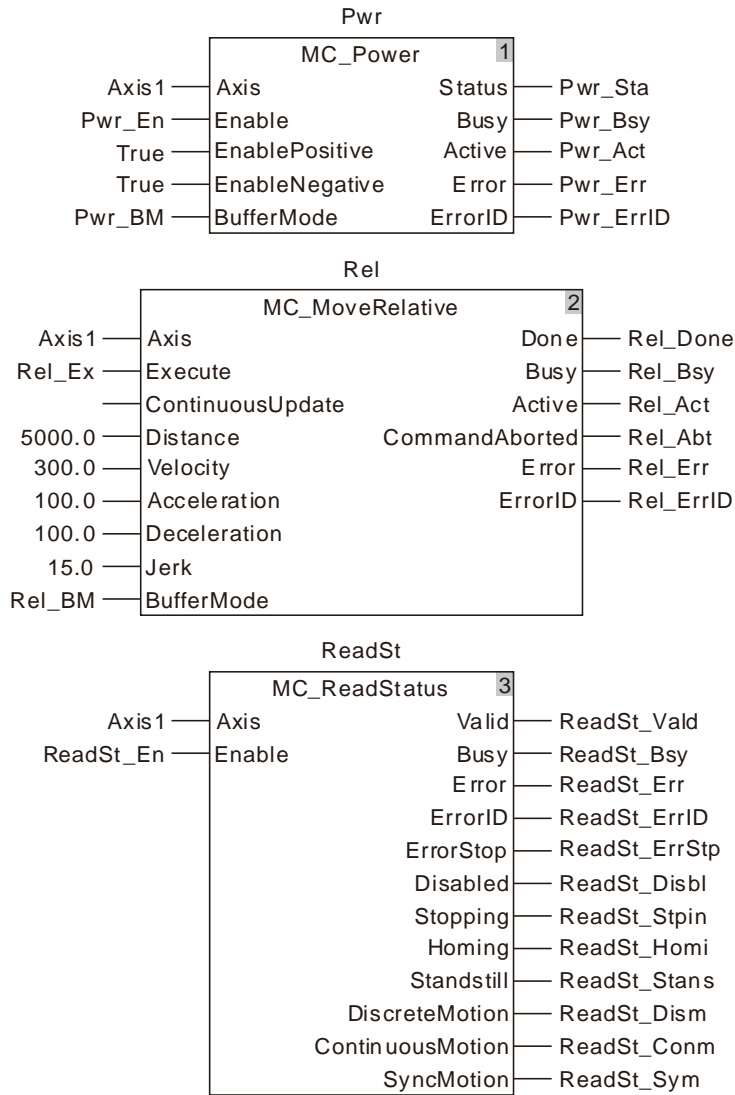 Pwr
MC_Power 1
Axis1 Axis Status Pwr_Sta
Pwr_En Enable Busy Pwr_Bsy
True EnablePositive Active Pwr_Act
True EnableNegative Error Pwr_Err
Pwr_BM BufferMode ErrorID Pwr_ErrID
Rel
MC_MoveRelative 2
Axis1 Axis Done Rel_Done
Rel_Ex Execute Busy Rel_Bsy
ContinuousUpdate Active Rel_Act
5000.0 Distance CommandAborted Rel_Abt
300.0 Velocity Error Rel_Err
100.0 Acceleration ErrorID Rel_ErrID
100.0 Deceleration
15.0 Jerk
Rel_BM BufferMode
ReadSt
MC_ReadStatus 3
Axis1 Axis Valid ReadSt_Vald
ReadSt_En Enable Busy ReadSt_Bsy
Error ReadSt_Err
ErrorID ReadSt_ErrID
ErrorStop ReadSt_ErrStp
Disabled ReadSt_Disbl
Stopping ReadSt_Stpin
Homing ReadSt_Homi
Standstill ReadSt_Stans
DiscreteMotion ReadSt_Dism
ContinuousMotion ReadSt_Conm
SyncMotion ReadSt_Sym